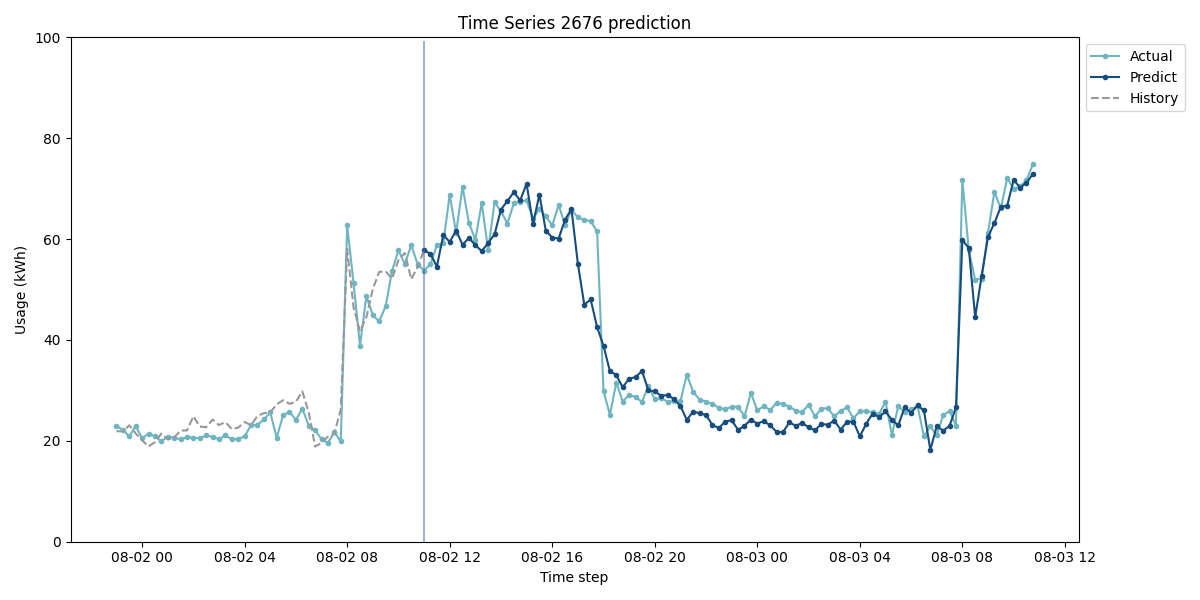 Time Series 2676 prediction
100
80
60
40
20
0
Usage (kWh)
08-02 00
08-02 04
08-02 08
08-02 12
08-02 16
08-02 20
08-03 00
08-03 04
08-03 08
08-03 12
Time step
Actual
Predict
History